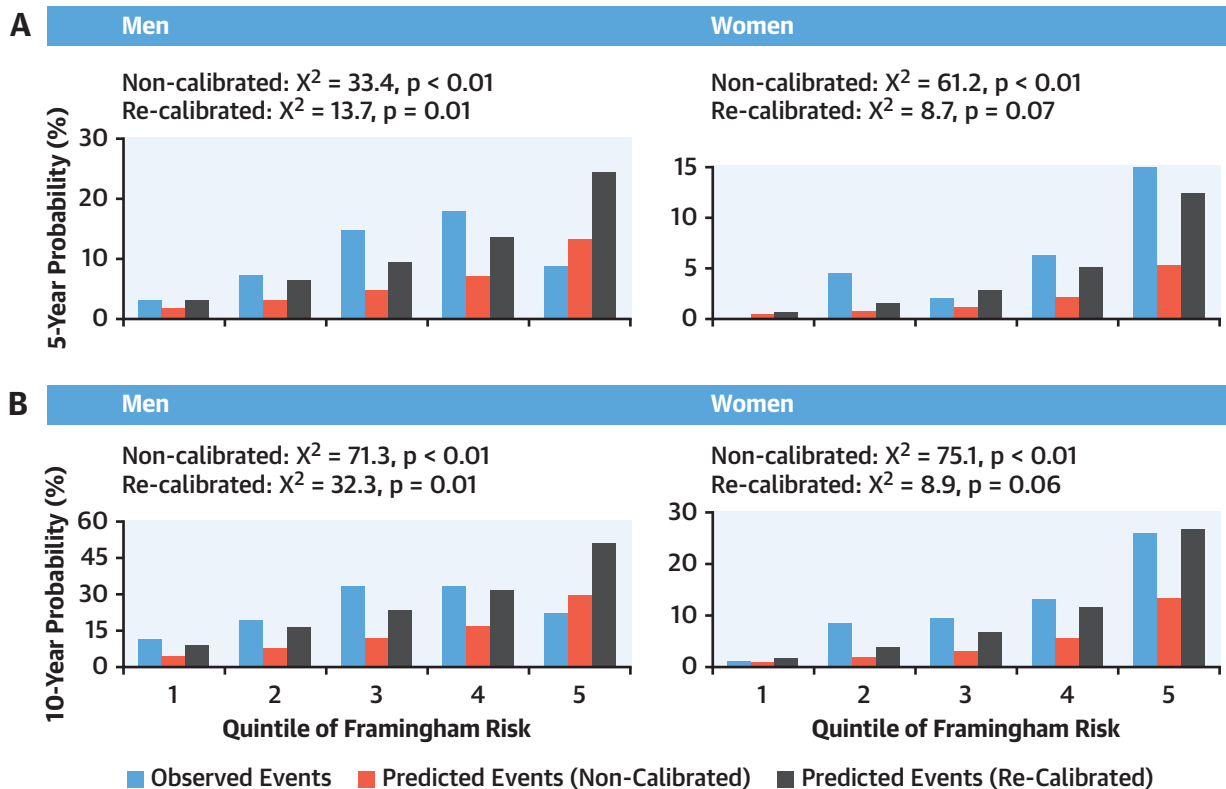 A Men Women
Non-calibrated: X² = 33.4, p < 0.01
Re-calibrated: X² = 13.7, p = 0.01
Non-calibrated: X² = 61.2, p < 0.01
Re-calibrated: X² = 8.7, p = 0.07
5-Year Probability (%)
30
20
10
0
15
10
5
0
B Men Women
Non-calibrated: X² = 71.3, p < 0.01
Re-calibrated: X² = 32.3, p = 0.01
Non-calibrated: X² = 75.1, p < 0.01
Re-calibrated: X² = 8.9, p = 0.06
10-Year Probability (%)
60
45
30
15
0
30
20
10
0
1 2 3 4 5
1 2 3 4 5
Quintile of Framingham Risk
Quintile of Framingham Risk
Observed Events Predicted Events (Non-Calibrated) Predicted Events (Re-Calibrated)